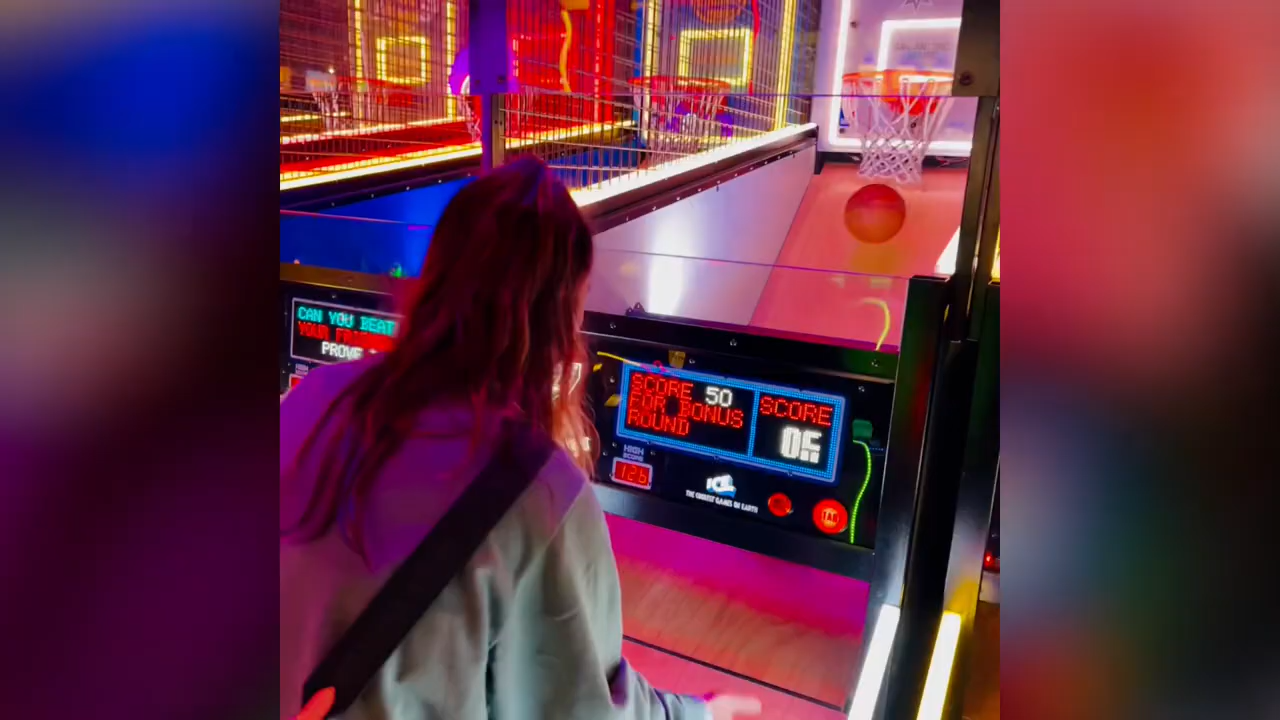 CAN YOU BEAT
YOUR
PROVE
SCORE 50
FOR BONUS
ROUND
SCORE
HIGH
SCORE
126
ICE
THE COOLEST GAMES ON EARTH